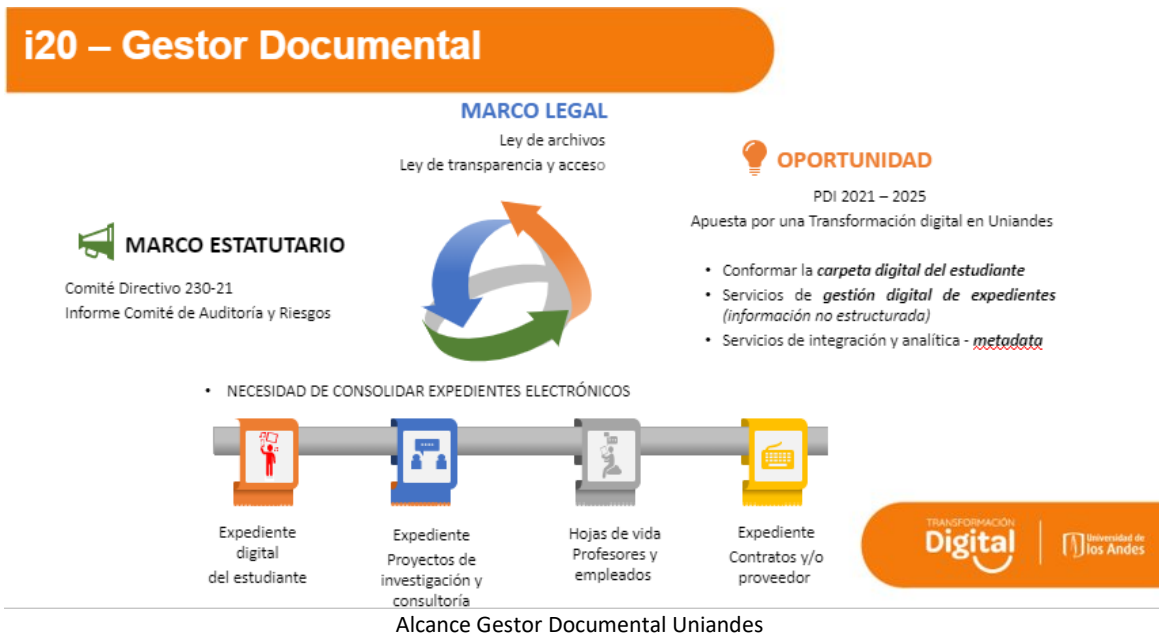 i20 – Gestor Documental
MARCO LEGAL
Ley de archivos
Ley de transparencia y acceso
OPORTUNIDAD
PDI 2021 – 2025
Apuesta por una Transformación digital en Uniandes
• Conformar la carpeta digital del estudiante
• Servicios de gestión digital de expedientes
(información no estructurada)
• Servicios de integración y analítica - metadata
MARCO ESTATUTARIO
Comité Directivo 230-21
Informe Comité de Auditoría y Riesgos
• NECESIDAD DE CONSOLIDAR EXPEDIENTES ELECTRÓNICOS
Expediente
digital
del estudiante
Expediente
Proyectos de
investigación y
consultoría
Hojas de vida
Profesores y
empleados
Expediente
Contratos y/o
proveedor
TRANSFORMACIÓN
Digital
Universidad de
los Andes
Alcance Gestor Documental Uniandes